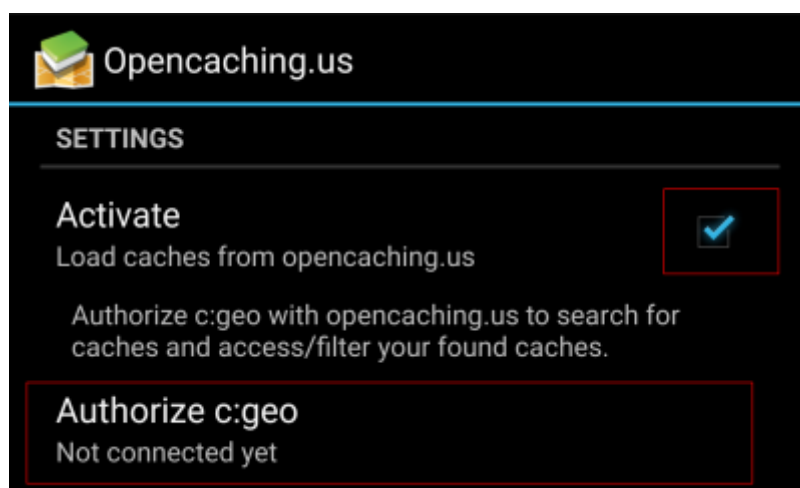 Opencaching.us
SETTINGS
Activate
Load caches from opencaching.us
Authorize c:geo with opencaching.us to search for
caches and access/filter your found caches.
Authorize c:geo
Not connected yet